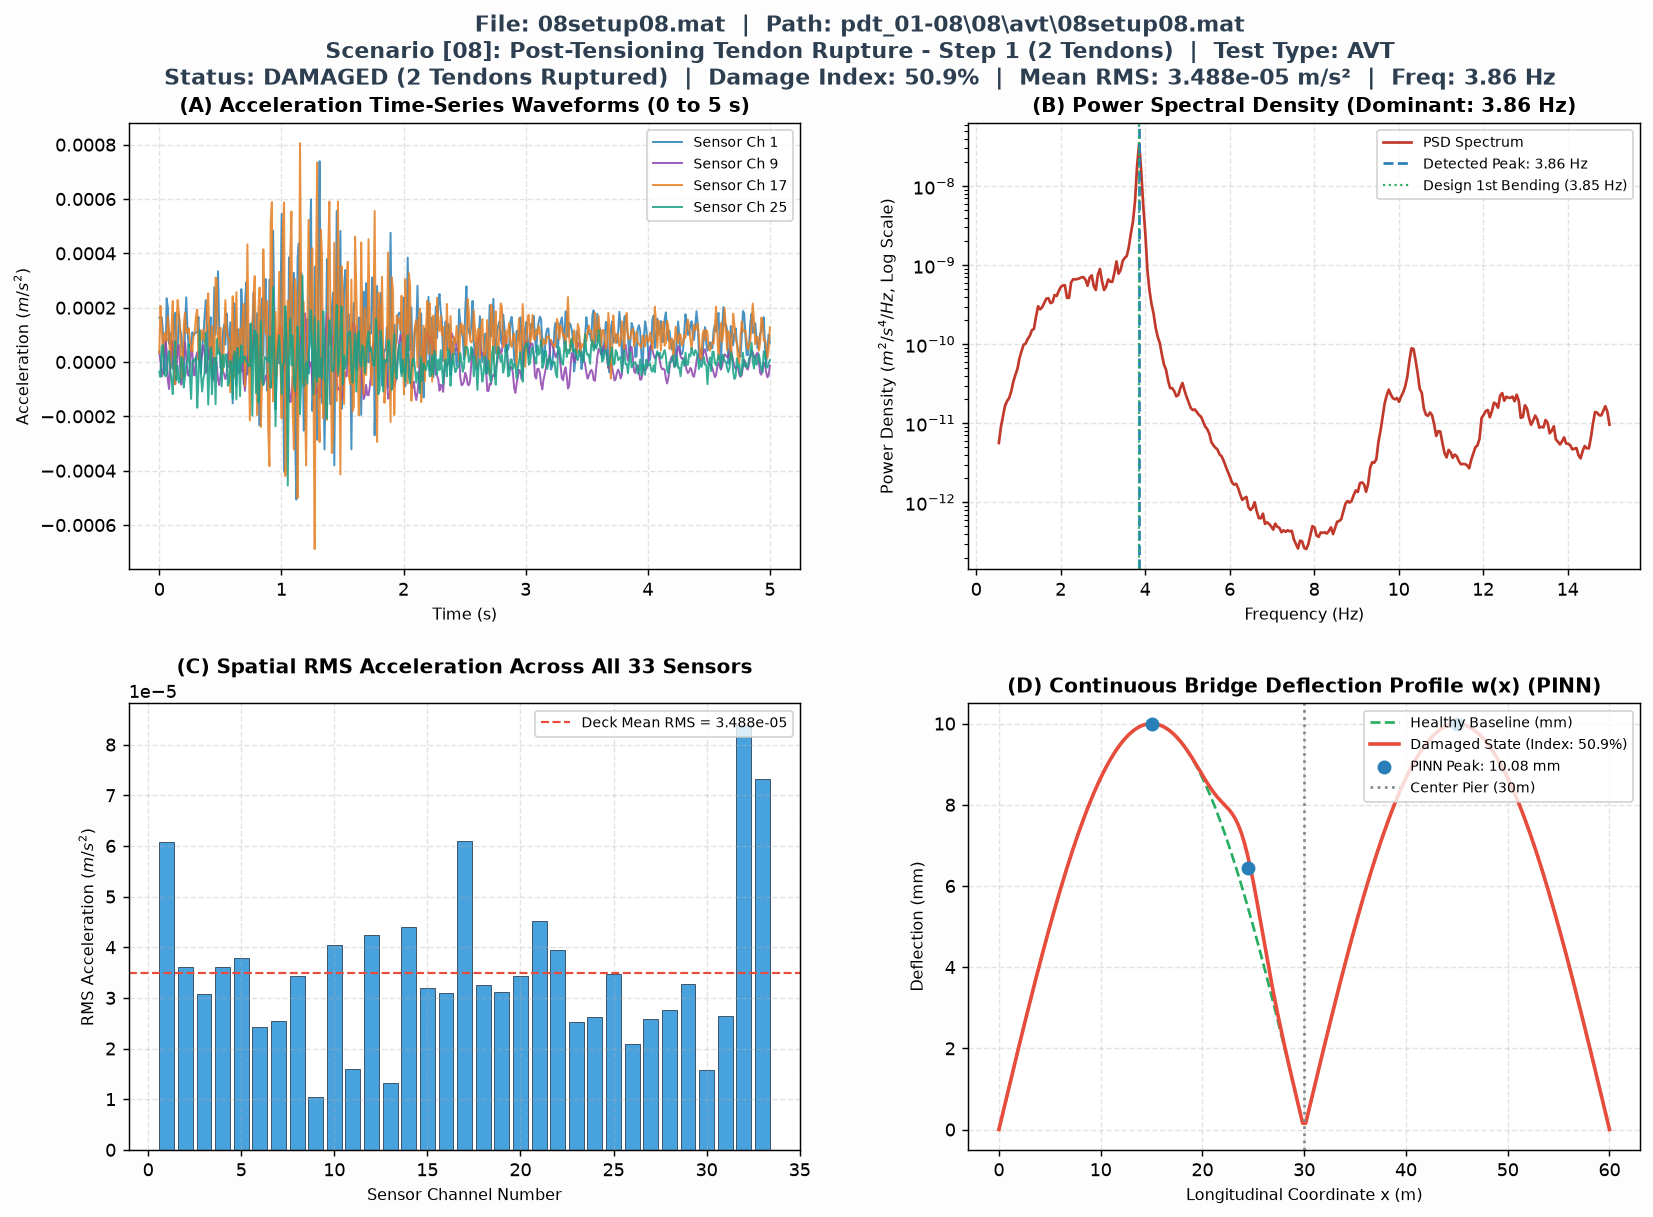 File: 08setup08.mat | Path: pdt_01-08\08\avt\08setup08.mat
Scenario [08]: Post-Tensioning Tendon Rupture - Step 1 (2 Tendons) | Test Type: AVT
Status: DAMAGED (2 Tendons Ruptured) | Damage Index: 50.9% | Mean RMS: 3.488e-05 m/s² | Freq: 3.86 Hz
(A) Acceleration Time-Series Waveforms (0 to 5 s)
Sensor Ch 1
Sensor Ch 9
Sensor Ch 17
Sensor Ch 25
0.0008
0.0006
0.0004
0.0002
0.0000
−0.0002
−0.0004
−0.0006
Acceleration (m/s²)
0 1 2 3 4 5
Time (s)
(B) Power Spectral Density (Dominant: 3.86 Hz)
PSD Spectrum
Detected Peak: 3.86 Hz
Design 1st Bending (3.85 Hz)
10⁻⁸
10⁻⁹
10⁻¹⁰
10⁻¹¹
10⁻¹²
Power Density (m²/s⁴/Hz, Log Scale)
0 2 4 6 8 10 12 14
Frequency (Hz)
(C) Spatial RMS Acceleration Across All 33 Sensors
1e−5
Deck Mean RMS = 3.488e-05
8
7
6
5
4
3
2
1
0
RMS Acceleration (m/s²)
0 5 10 15 20 25 30 35
Sensor Channel Number
(D) Continuous Bridge Deflection Profile w(x) (PINN)
Healthy Baseline (mm)
Damaged State (Index: 50.9%)
PINN Peak: 10.08 mm
Center Pier (30m)
10
8
6
4
2
0
Deflection (mm)
0 10 20 30 40 50 60
Longitudinal Coordinate x (m)